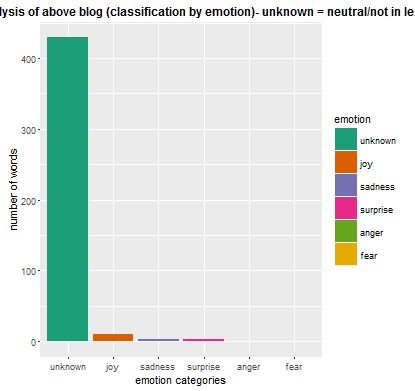 lysis of above blog (classification by emotion)- unknown = neutral/not in le
number of words
400
300
200
100
0
unknown joy sadness surprise anger fear
emotion categories
emotion
unknown
joy
sadness
surprise
anger
fear